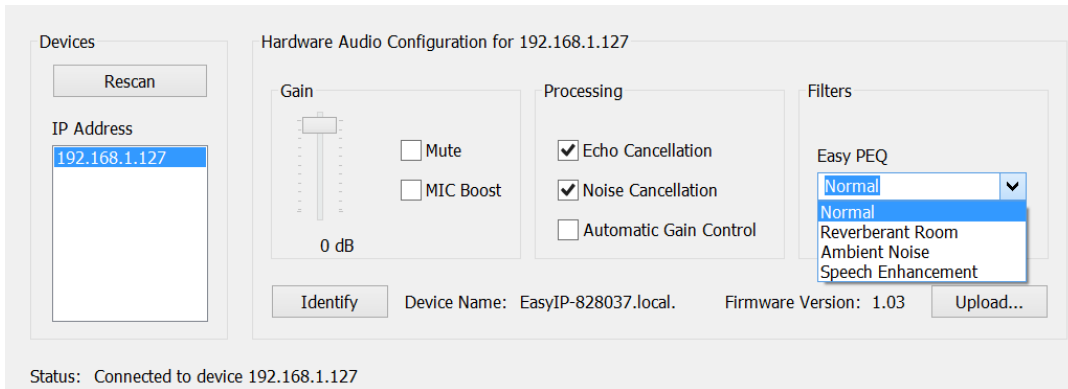 Devices
Rescan
IP Address
192.168.1.127
Hardware Audio Configuration for 192.168.1.127
Gain
Mute
MIC Boost
0 dB
Processing
Echo Cancellation
Noise Cancellation
Automatic Gain Control
Filters
Easy PEQ
Normal
Normal
Reverberant Room
Ambient Noise
Speech Enhancement
Identify
Device Name: EasyIP-828037.local.
Firmware Version: 1.03
Upload...
Status: Connected to device 192.168.1.127